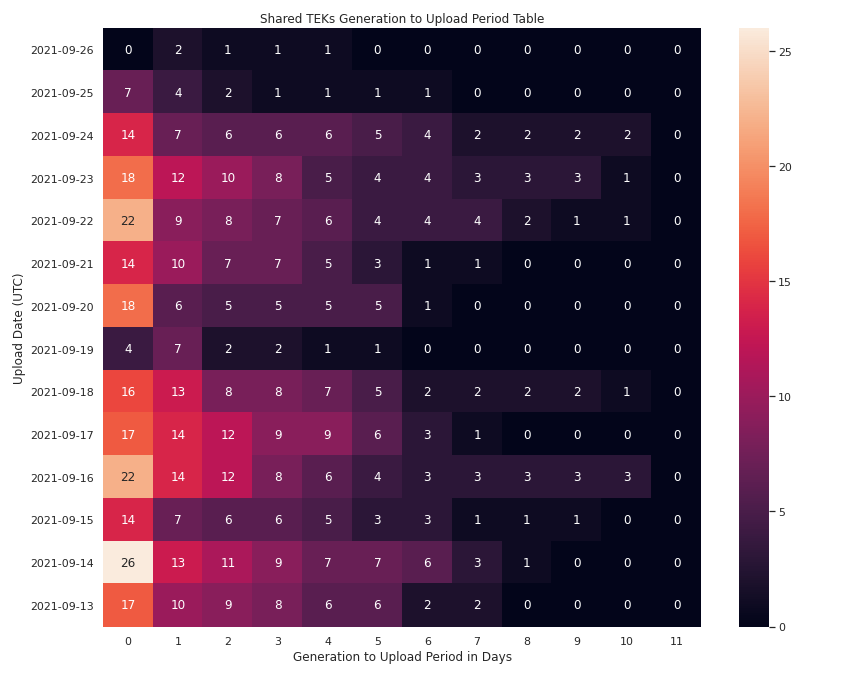 Shared TEKs Generation to Upload Period Table
2021-09-26 0 2 1 1 1 0 0 0 0 0 0 0
2021-09-25 7 4 2 1 1 1 1 0 0 0 0 0
2021-09-24 14 7 6 6 6 5 4 2 2 2 2 0
2021-09-23 18 12 10 8 5 4 4 3 3 3 1 0
2021-09-22 22 9 8 7 6 4 4 4 2 1 1 0
2021-09-21 14 10 7 7 5 3 1 1 0 0 0 0
2021-09-20 18 6 5 5 5 5 1 0 0 0 0 0
2021-09-19 4 7 2 2 1 1 0 0 0 0 0 0
2021-09-18 16 13 8 8 7 5 2 2 2 2 1 0
2021-09-17 17 14 12 9 9 6 3 1 0 0 0 0
2021-09-16 22 14 12 8 6 4 3 3 3 3 3 0
2021-09-15 14 7 6 6 5 3 3 1 1 1 0 0
2021-09-14 26 13 11 9 7 7 6 3 1 0 0 0
2021-09-13 17 10 9 8 6 6 2 2 0 0 0 0
0 1 2 3 4 5 6 7 8 9 10 11
Generation to Upload Period in Days
Upload Date (UTC)
25
20
15
10
5
0